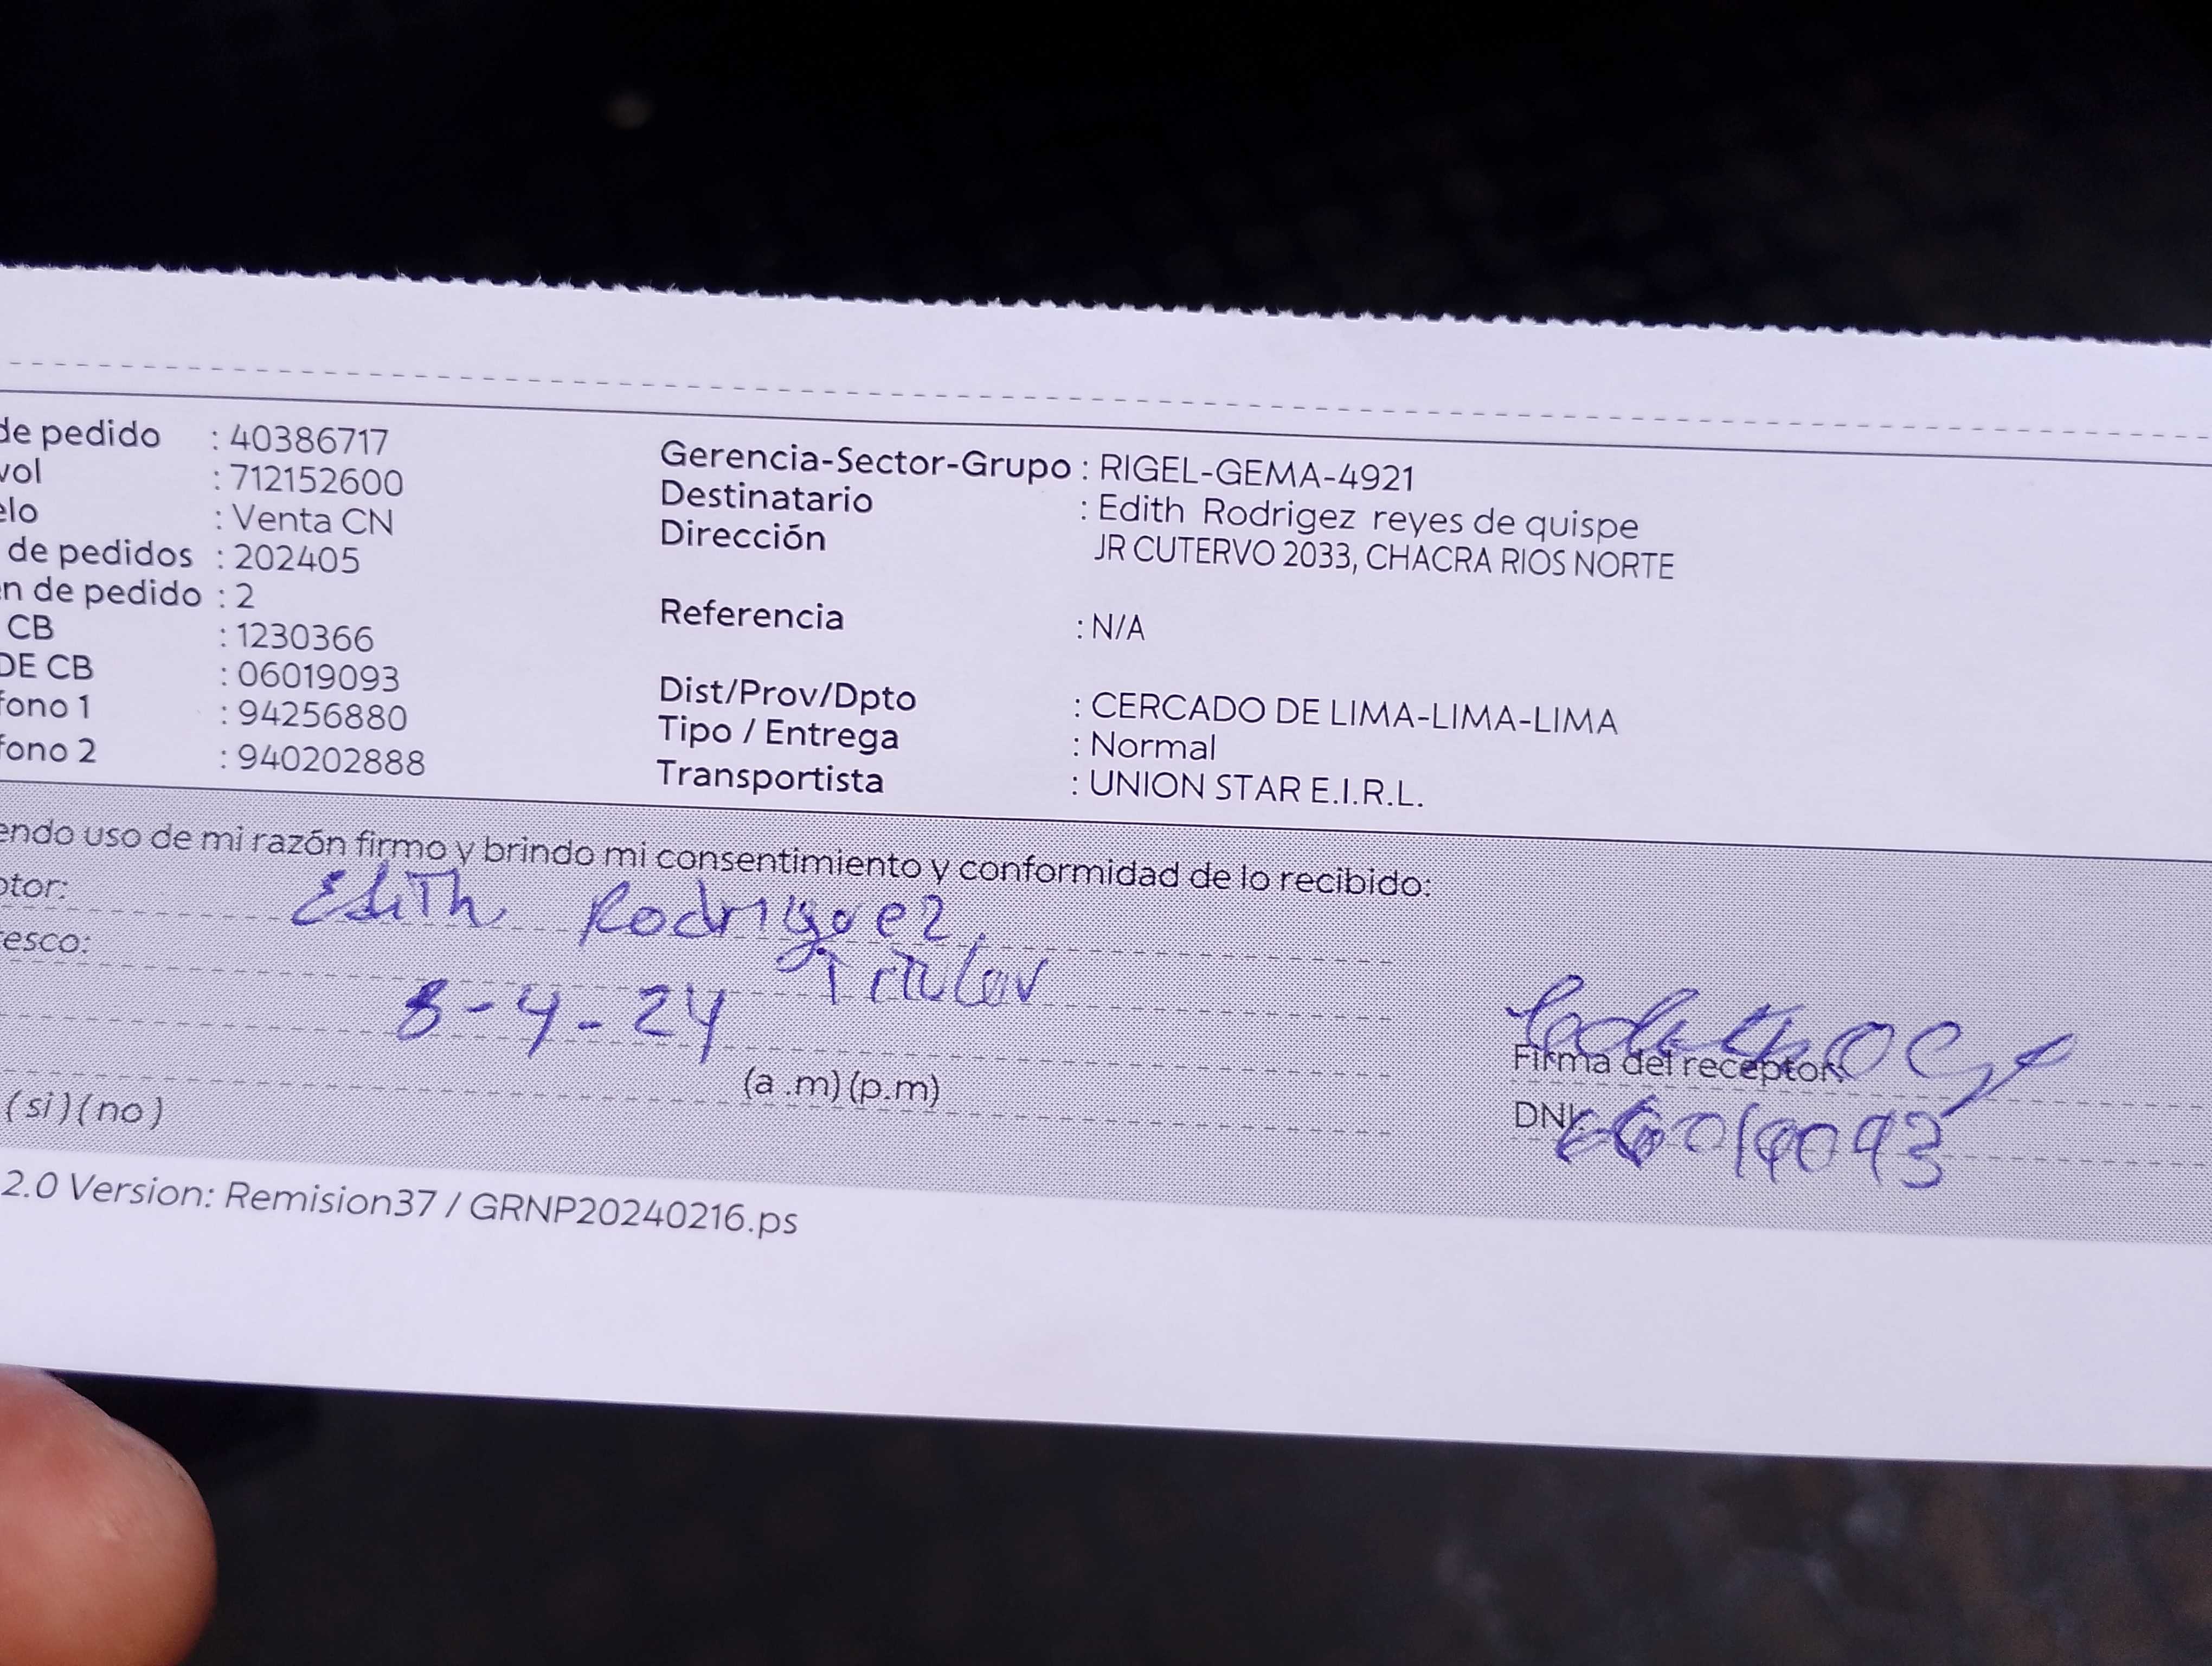 de pedido : 40386717
vol : 712152600
elo : Venta CN
de pedidos : 202405
en de pedido : 2
CB : 1230366
DE CB : 06019093
fono 1 : 94256880
fono 2 : 940202888
Gerencia-Sector-Grupo : RIGEL-GEMA-4921
Destinatario : Edith Rodrigez reyes de quispe
Dirección JR CUTERVO 2033, CHACRA RIOS NORTE
Referencia : N/A
Dist/Prov/Dpto : CERCADO DE LIMA-LIMA-LIMA
Tipo / Entrega : Normal
Transportista : UNION STAR E.I.R.L.
endo uso de mi razón firmo y brindo mi consentimiento y conformidad de lo recibido:
ptor: Edith Rodriguez
resco: Titular
8-4-24
(a .m) (p.m)
Firma del receptor:
(si) (no)
DNI:
2.0 Version: Remision37 / GRNP20240216.ps